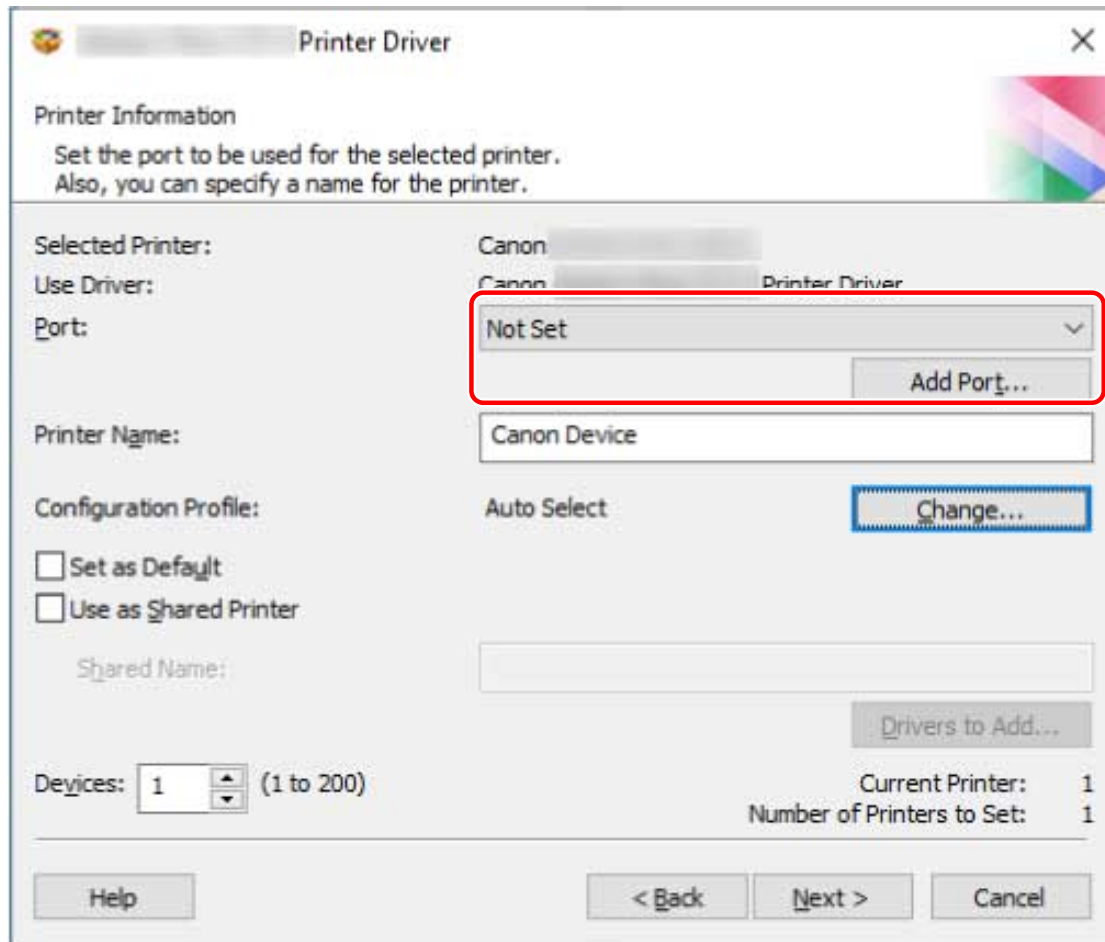 Printer Driver
Printer Information
Set the port to be used for the selected printer.
Also, you can specify a name for the printer.
Selected Printer: Canon
Use Driver: Canon Printer Driver
Port: Not Set
Add Port...
Printer Name: Canon Device
Configuration Profile: Auto Select Change...
Set as Default
Use as Shared Printer
Shared Name:
Drivers to Add...
Devices: 1 (1 to 200) Current Printer: 1
Number of Printers to Set: 1
Help < Back Next > Cancel